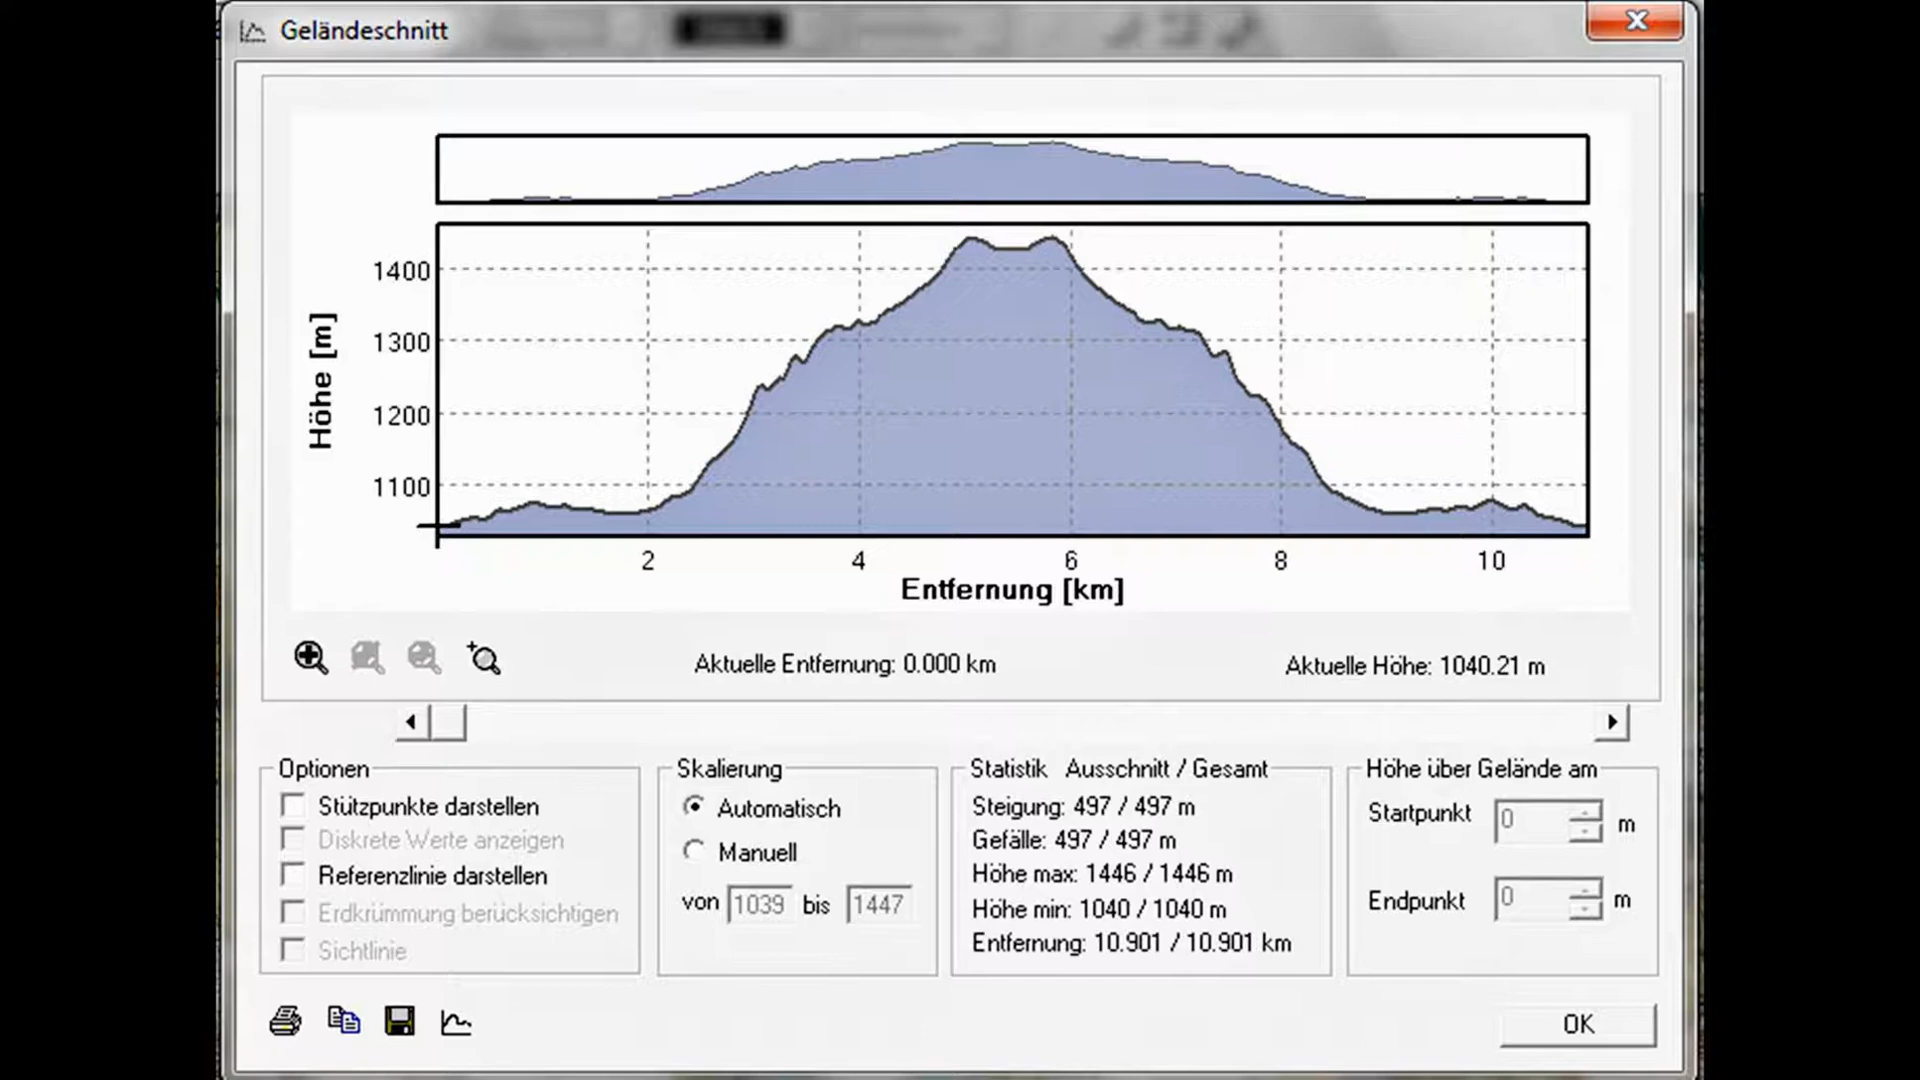 Geländeschnitt
1400
1300
1200
1100
Höhe [m]
2 4 6 8 10
Entfernung [km]
Aktuelle Entfernung: 0.000 km
Aktuelle Höhe: 1040.21 m
Optionen
Stützpunkte darstellen
Diskrete Werte anzeigen
Referenzlinie darstellen
Erdkrümmung berücksichtigen
Sichtlinie
Skalierung
Automatisch
Manuell
von 1039 bis 1447
Statistik Ausschnitt / Gesamt
Steigung: 497 / 497 m
Gefälle: 497 / 497 m
Höhe max: 1446 / 1446 m
Höhe min: 1040 / 1040 m
Entfernung: 10.901 / 10.901 km
Höhe über Gelände am
Startpunkt 0 m
Endpunkt 0 m
OK